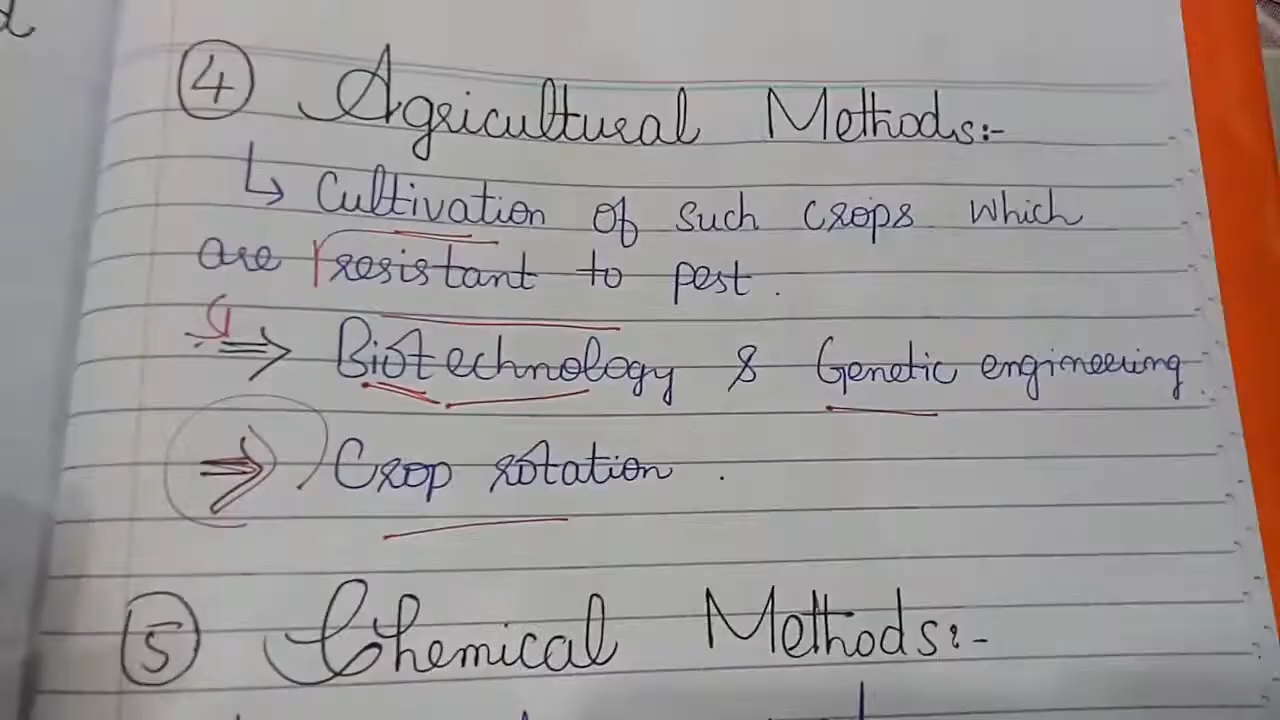 ④ Agricultural Methods:-
↳ Cultivation of such crops which
are resistant to pest.
⇒ Biotechnology & Genetic engineering
⇒ Crop rotation.
⑤ Chemical Methods:-